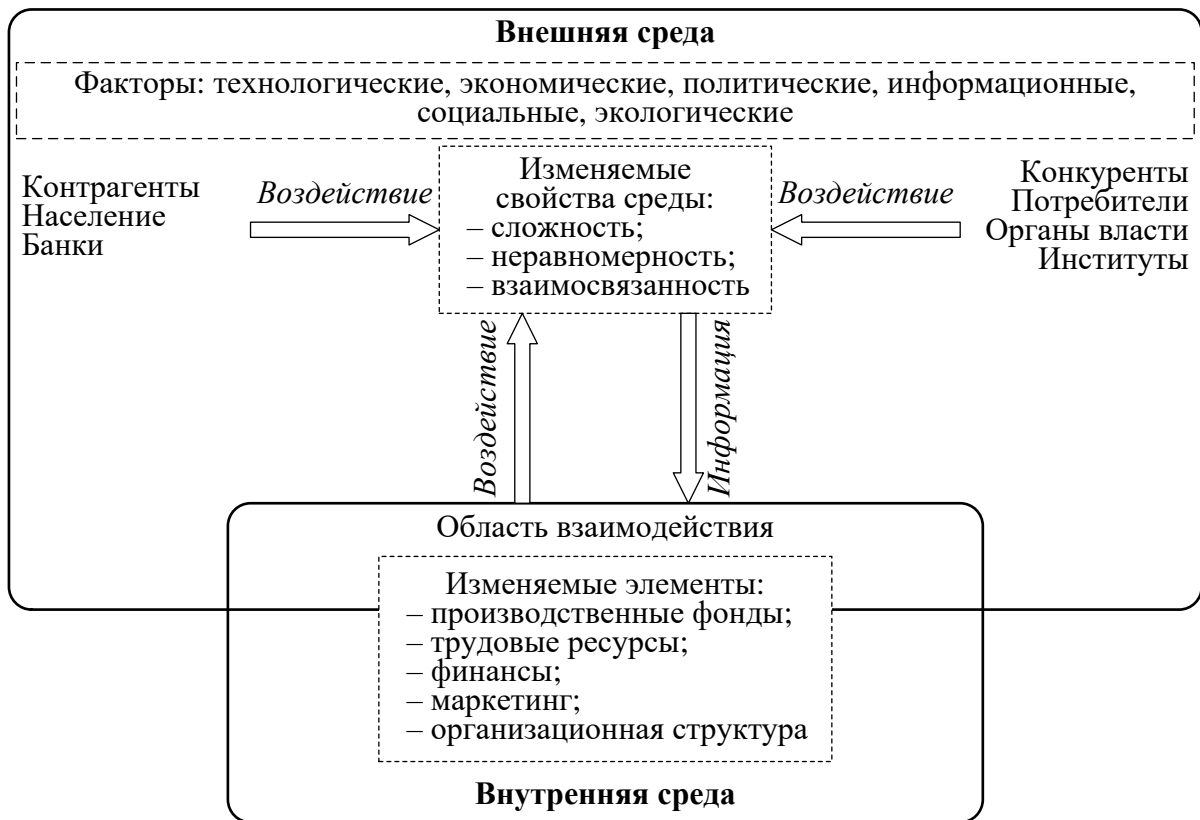 Внешняя среда
Факторы: технологические, экономические, политические, информационные,
социальные, экологические
Контрагенты
Население
Банки
Воздействие
Изменяемые
свойства среды:
– сложность;
– неравномерность;
– взаимосвязанность
Воздействие
Конкуренты
Потребители
Органы власти
Институты
Воздействие
Информация
Область взаимодействия
Изменяемые элементы:
– производственные фонды;
– трудовые ресурсы;
– финансы;
– маркетинг;
– организационная структура
Внутренняя среда